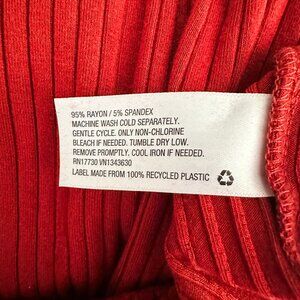 95% RAYON / 5% SPANDEX
MACHINE WASH COLD SEPARATELY.
GENTLE CYCLE. ONLY NON-CHLORINE
BLEACH IF NEEDED. TUMBLE DRY LOW.
REMOVE PROMPTLY. COOL IRON IF NEEDED.
RN17730 VN1343630
LABEL MADE FROM 100% RECYCLED PLASTIC